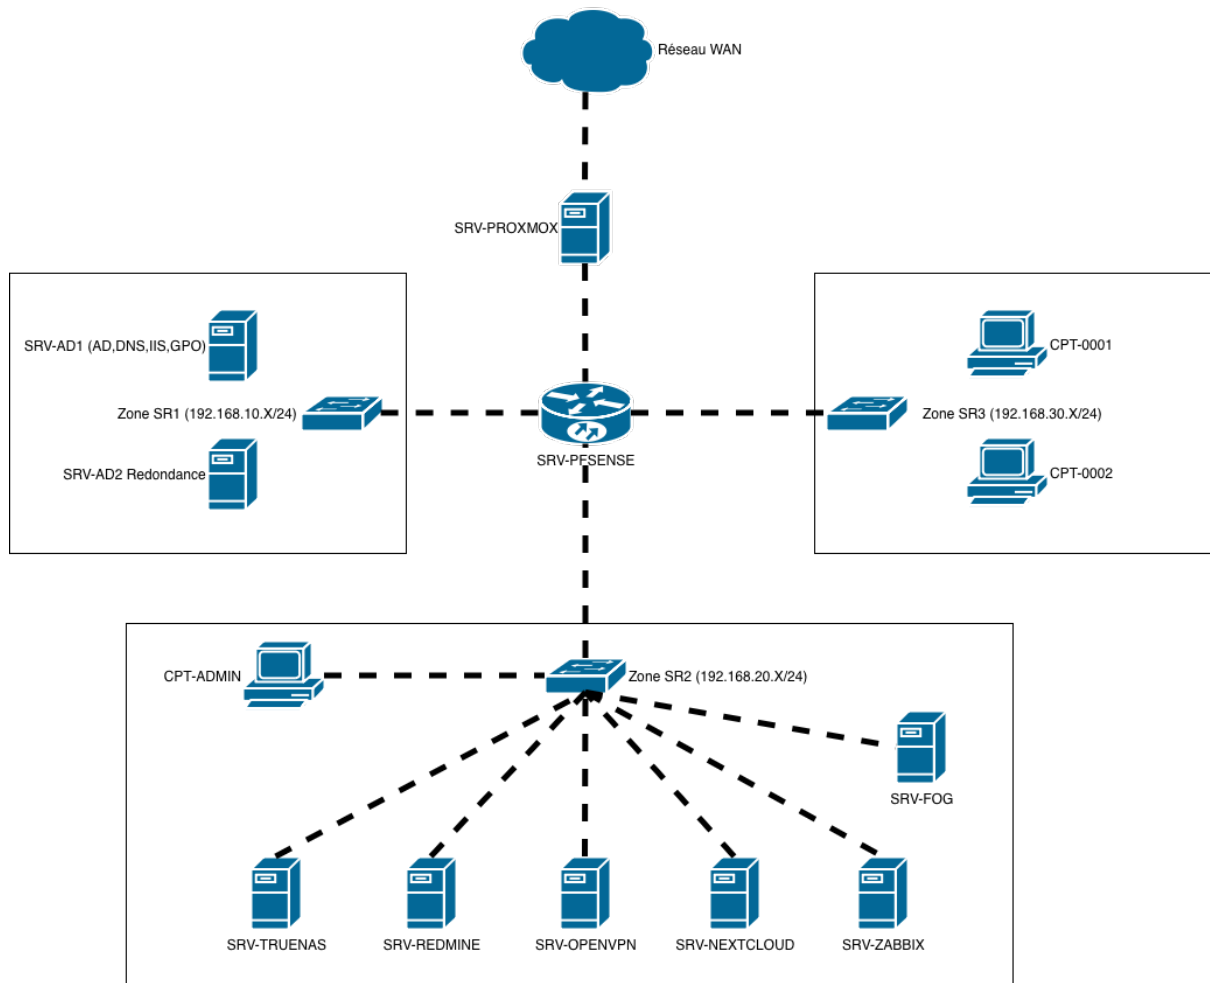 Réseau WAN
SRV-PROXMOX
SRV-AD1 (AD,DNS,IIS,GPO)
Zone SR1 (192.168.10.X/24)
SRV-AD2 Redondance
SRV-PFSENSE
CPT-0001
Zone SR3 (192.168.30.X/24)
CPT-0002
CPT-ADMIN
Zone SR2 (192.168.20.X/24)
SRV-FOG
SRV-TRUENAS
SRV-REDMINE
SRV-OPENVPN
SRV-NEXTCLOUD
SRV-ZABBIX